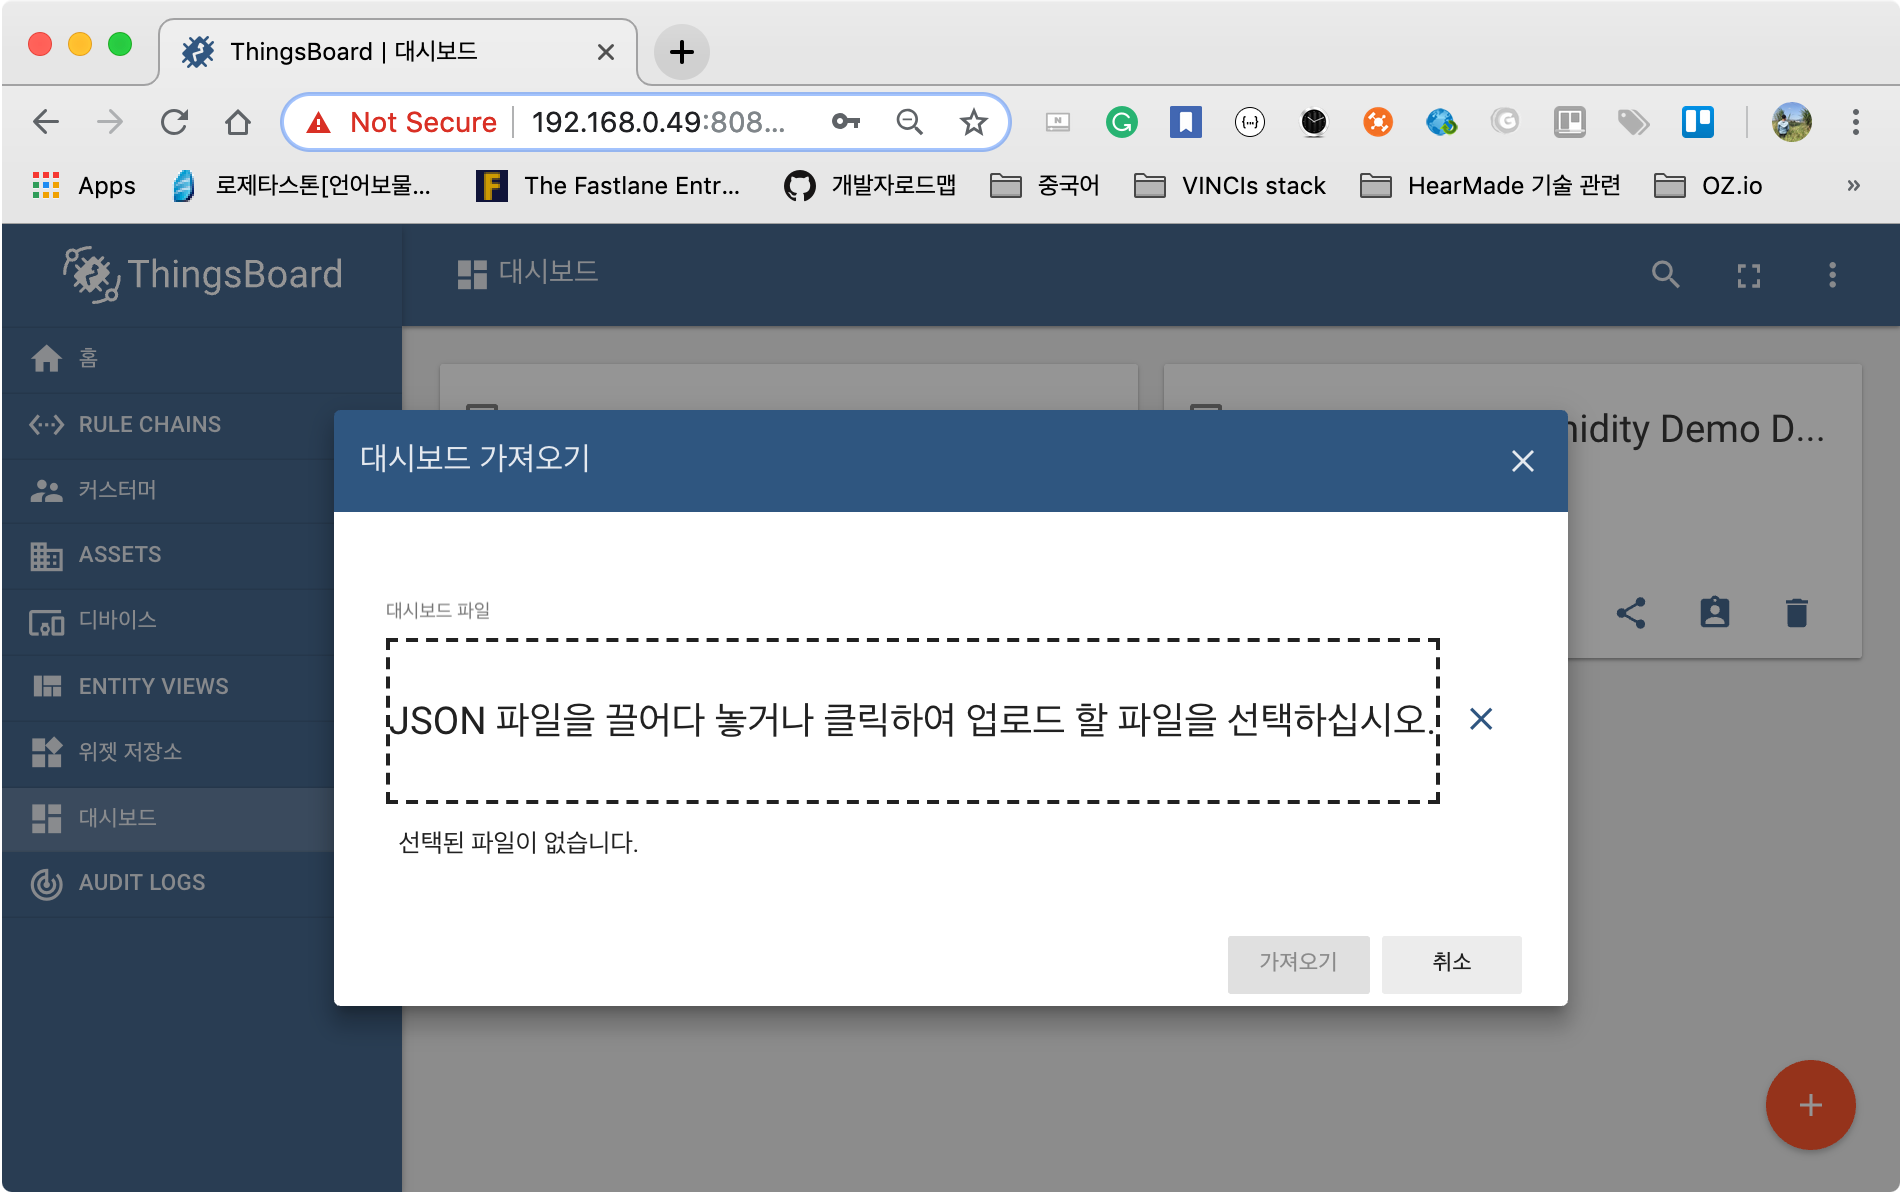 ThingsBoard | 대시보드
Not Secure
192.168.0.49:808...
Apps
로제타스톤[언어보물...
The Fastlane Entr...
개발자로드맵
중국어
VINCIs stack
HearMade 기술 관련
OZ.io
»
ThingsBoard
대시보드
홈
RULE CHAINS
커스터머
ASSETS
디바이스
ENTITY VIEWS
위젯 저장소
대시보드
AUDIT LOGS
Demo D...
대시보드 가져오기
대시보드 파일
JSON 파일을 끌어다 놓거나 클릭하여 업로드 할 파일을 선택하십시오.
선택된 파일이 없습니다.
가져오기
취소